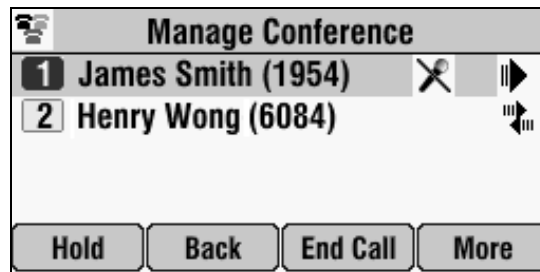 Manage Conference
1 James Smith (1954)
2 Henry Wong (6084)
Hold Back End Call More